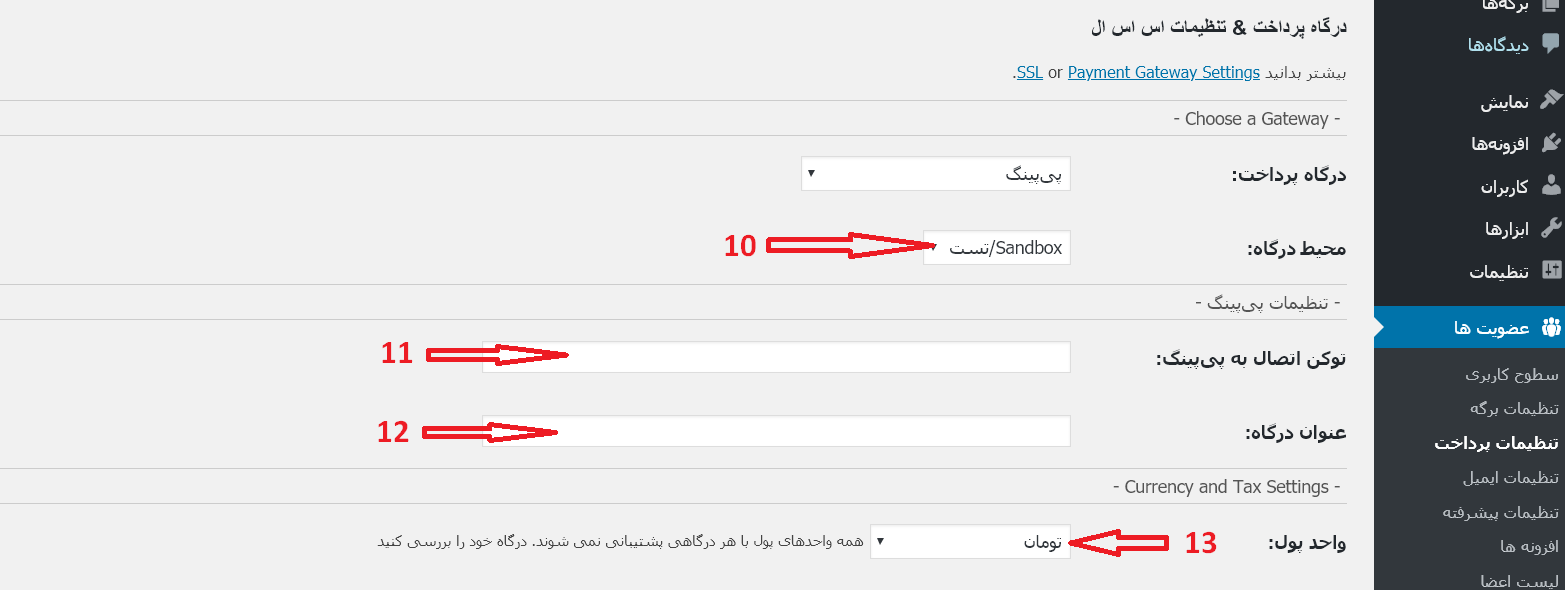 درگاه پرداخت & تنظیمات اس اس ال
بیشتر بدانید SSL or Payment Gateway Settings.
- Choose a Gateway -
درگاه پرداخت:
پی‌پینگ
محیط درگاه:
Sandbox/تست
10
- تنظیمات پی‌پینگ -
توکن اتصال به پی‌پینگ:
11
عنوان درگاه:
12
- Currency and Tax Settings -
واحد پول:
تومان
13
همه واحدهای پول با هر درگاهی پشتیبانی نمی شوند. درگاه خود را بررسی کنید
برگه‌ها
دیدگاه‌ها
نمایش
افزونه‌ها
کاربران
ابزارها
تنظیمات
عضویت ها
سطوح کاربری
تنظیمات برگه
تنظیمات پرداخت
تنظیمات ایمیل
تنظیمات پیشرفته
افزونه ها
لیست اعضا